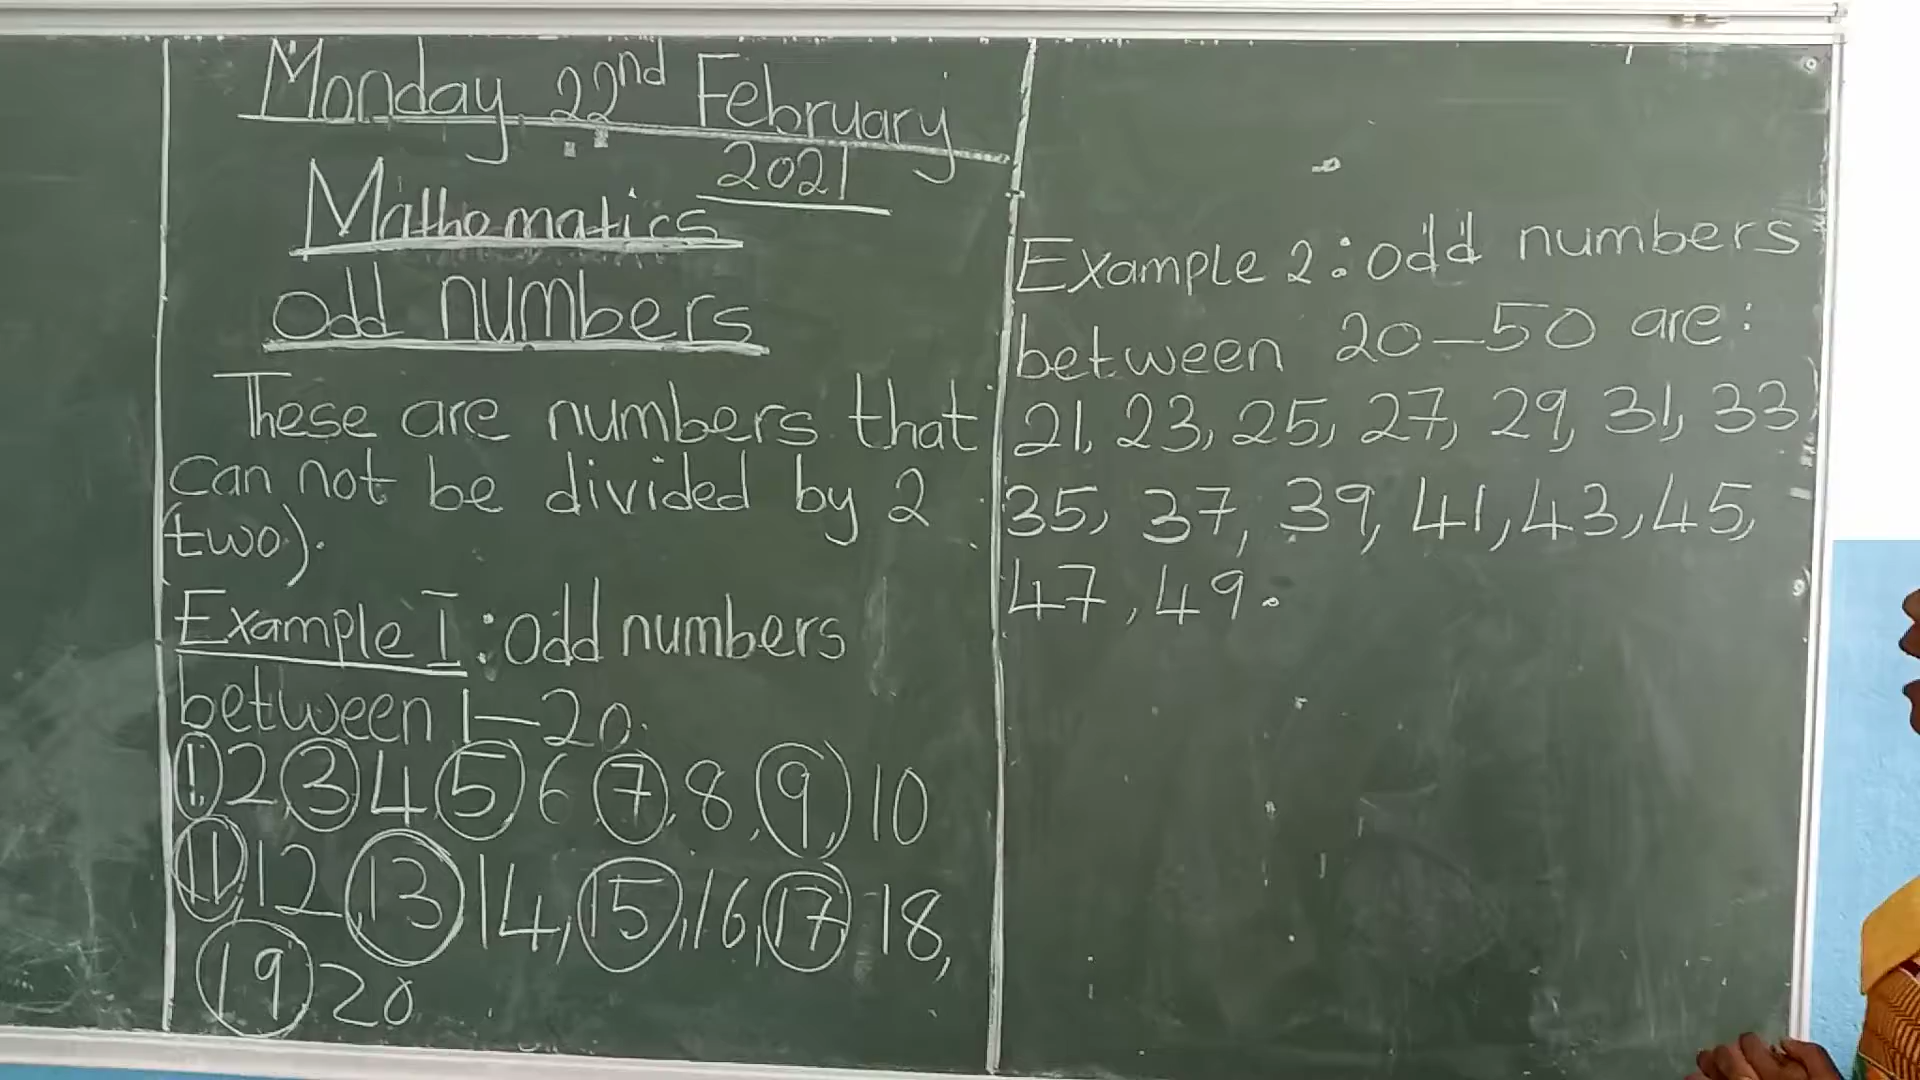 Monday 22nd February
2021
Mathematics
Odd numbers
These are numbers that
can not be divided by 2
(two).
Example I: Odd numbers
between 1-20.
1, 2, 3, 4, 5 6, 7, 8, 9, 10
11, 12, 13 14, 15, 16, 17, 18,
19 20
Example 2: odd numbers
between 20-50 are:
21, 23, 25, 27, 29, 31, 33,
35, 37, 39, 41, 43, 45,
47, 49.